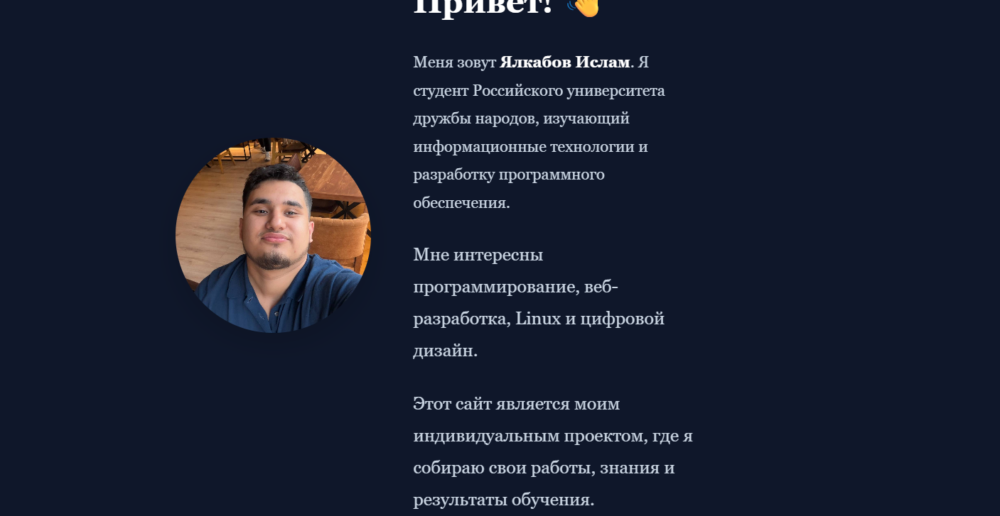 Привет! 👋
Меня зовут Ялкабов Ислам. Я
студент Российского университета
дружбы народов, изучающий
информационные технологии и
разработку программного
обеспечения.
Мне интересны
программирование, веб-
разработка, Linux и цифровой
дизайн.
Этот сайт является моим
индивидуальным проектом, где я
собираю свои работы, знания и
результаты обучения.